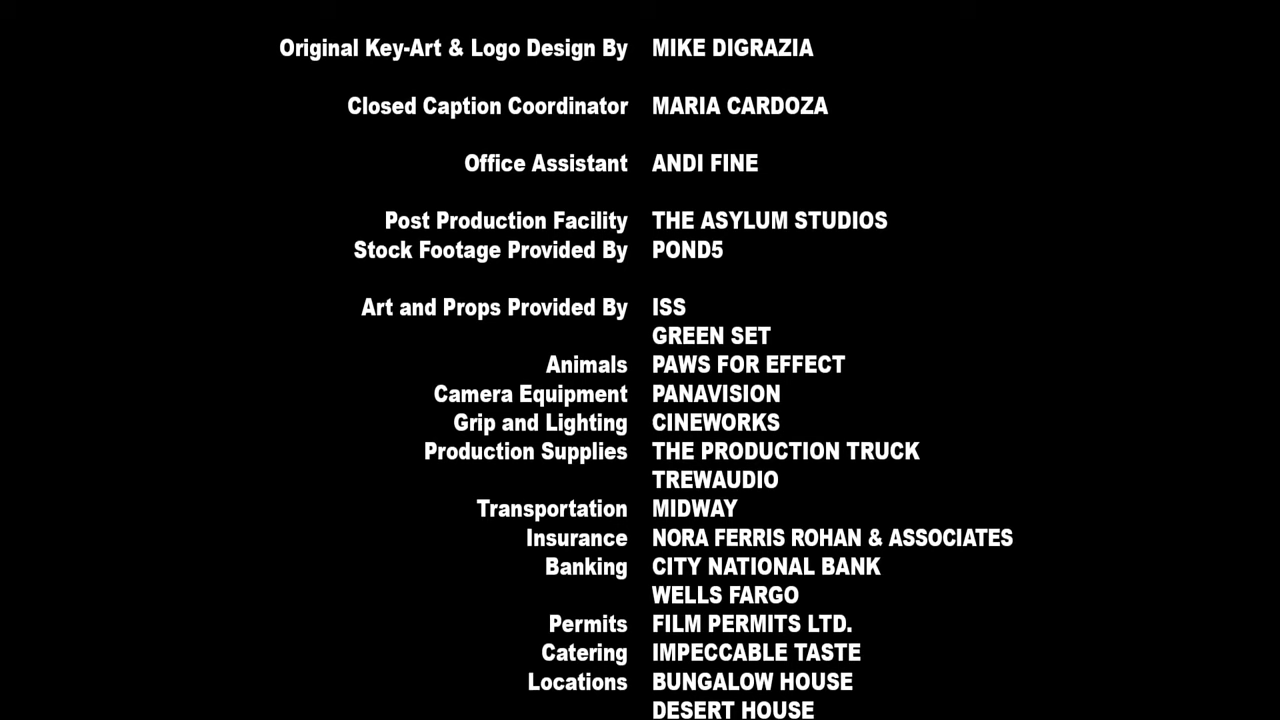 Original Key-Art & Logo Design By MIKE DIGRAZIA
Closed Caption Coordinator MARIA CARDOZA
Office Assistant ANDI FINE
Post Production Facility THE ASYLUM STUDIOS
Stock Footage Provided By POND5
Art and Props Provided By ISS
GREEN SET
Animals PAWS FOR EFFECT
Camera Equipment PANAVISION
Grip and Lighting CINEWORKS
Production Supplies THE PRODUCTION TRUCK
TREWAUDIO
Transportation MIDWAY
Insurance NORA FERRIS ROHAN & ASSOCIATES
Banking CITY NATIONAL BANK
WELLS FARGO
Permits FILM PERMITS LTD.
Catering IMPECCABLE TASTE
Locations BUNGALOW HOUSE
DESERT HOUSE